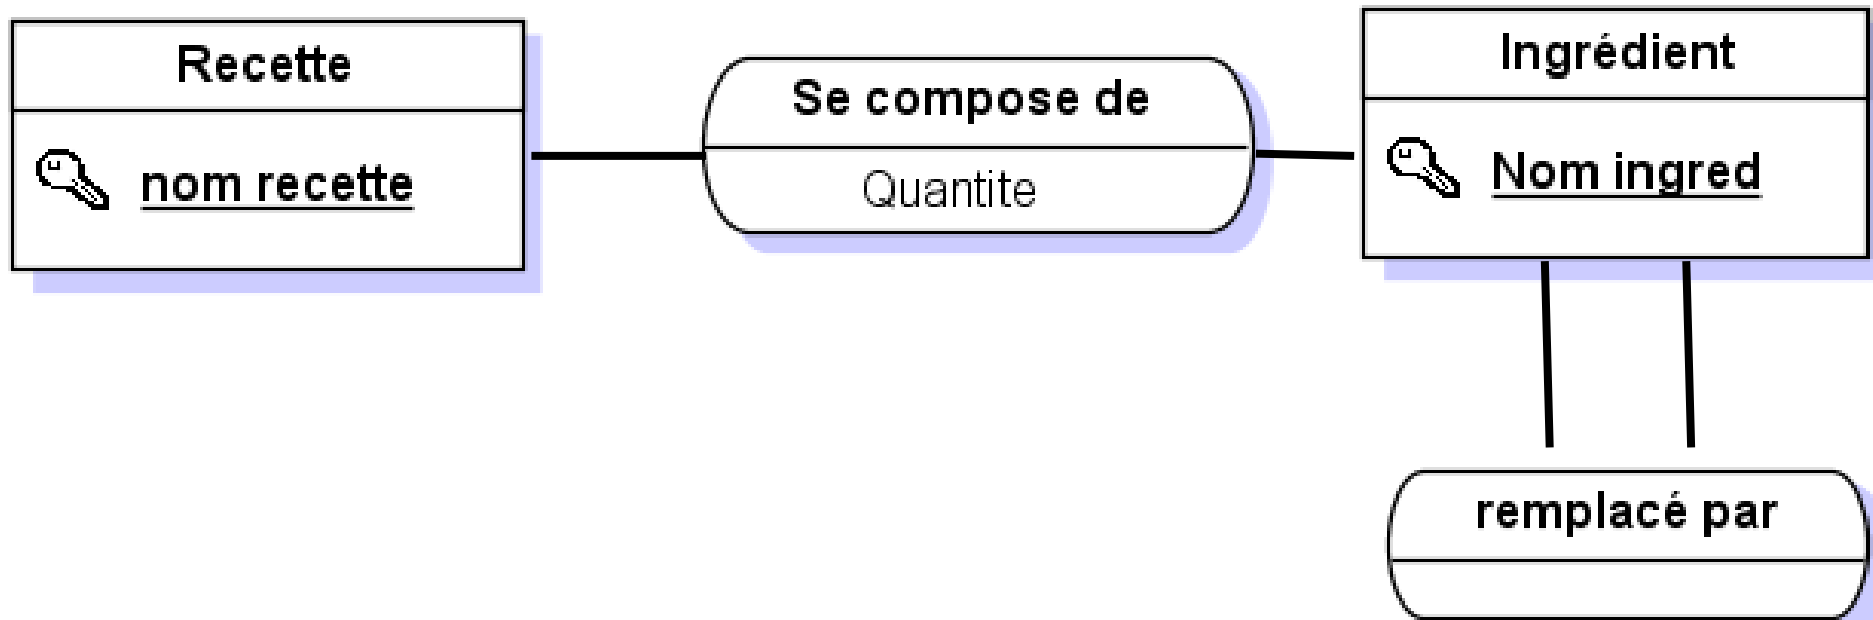 Recette
nom recette
Se compose de
Quantite
Ingrédient
Nom ingred
remplacé par